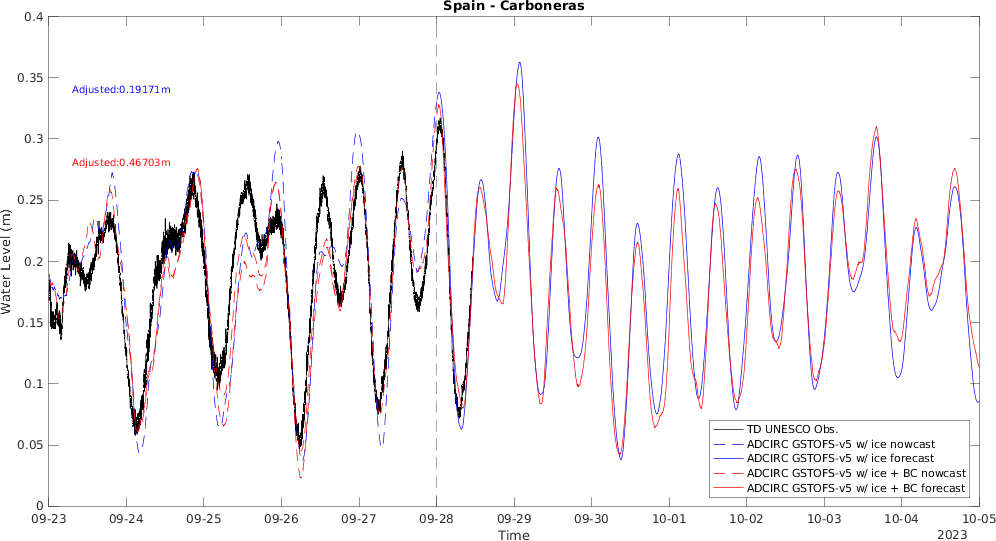 Spain - Carboneras
0.4
0.35
0.3
0.25
0.2
0.15
0.1
0.05
0
Water Level (m)
Adjusted:0.19171m
Adjusted:0.46703m
TD UNESCO Obs.
ADCIRC GSTOFS-v5 w/ ice nowcast
ADCIRC GSTOFS-v5 w/ ice forecast
ADCIRC GSTOFS-v5 w/ ice + BC nowcast
ADCIRC GSTOFS-v5 w/ ice + BC forecast
09-23 09-24 09-25 09-26 09-27 09-28 09-29 09-30 10-01 10-02 10-03 10-04 10-05
Time
2023